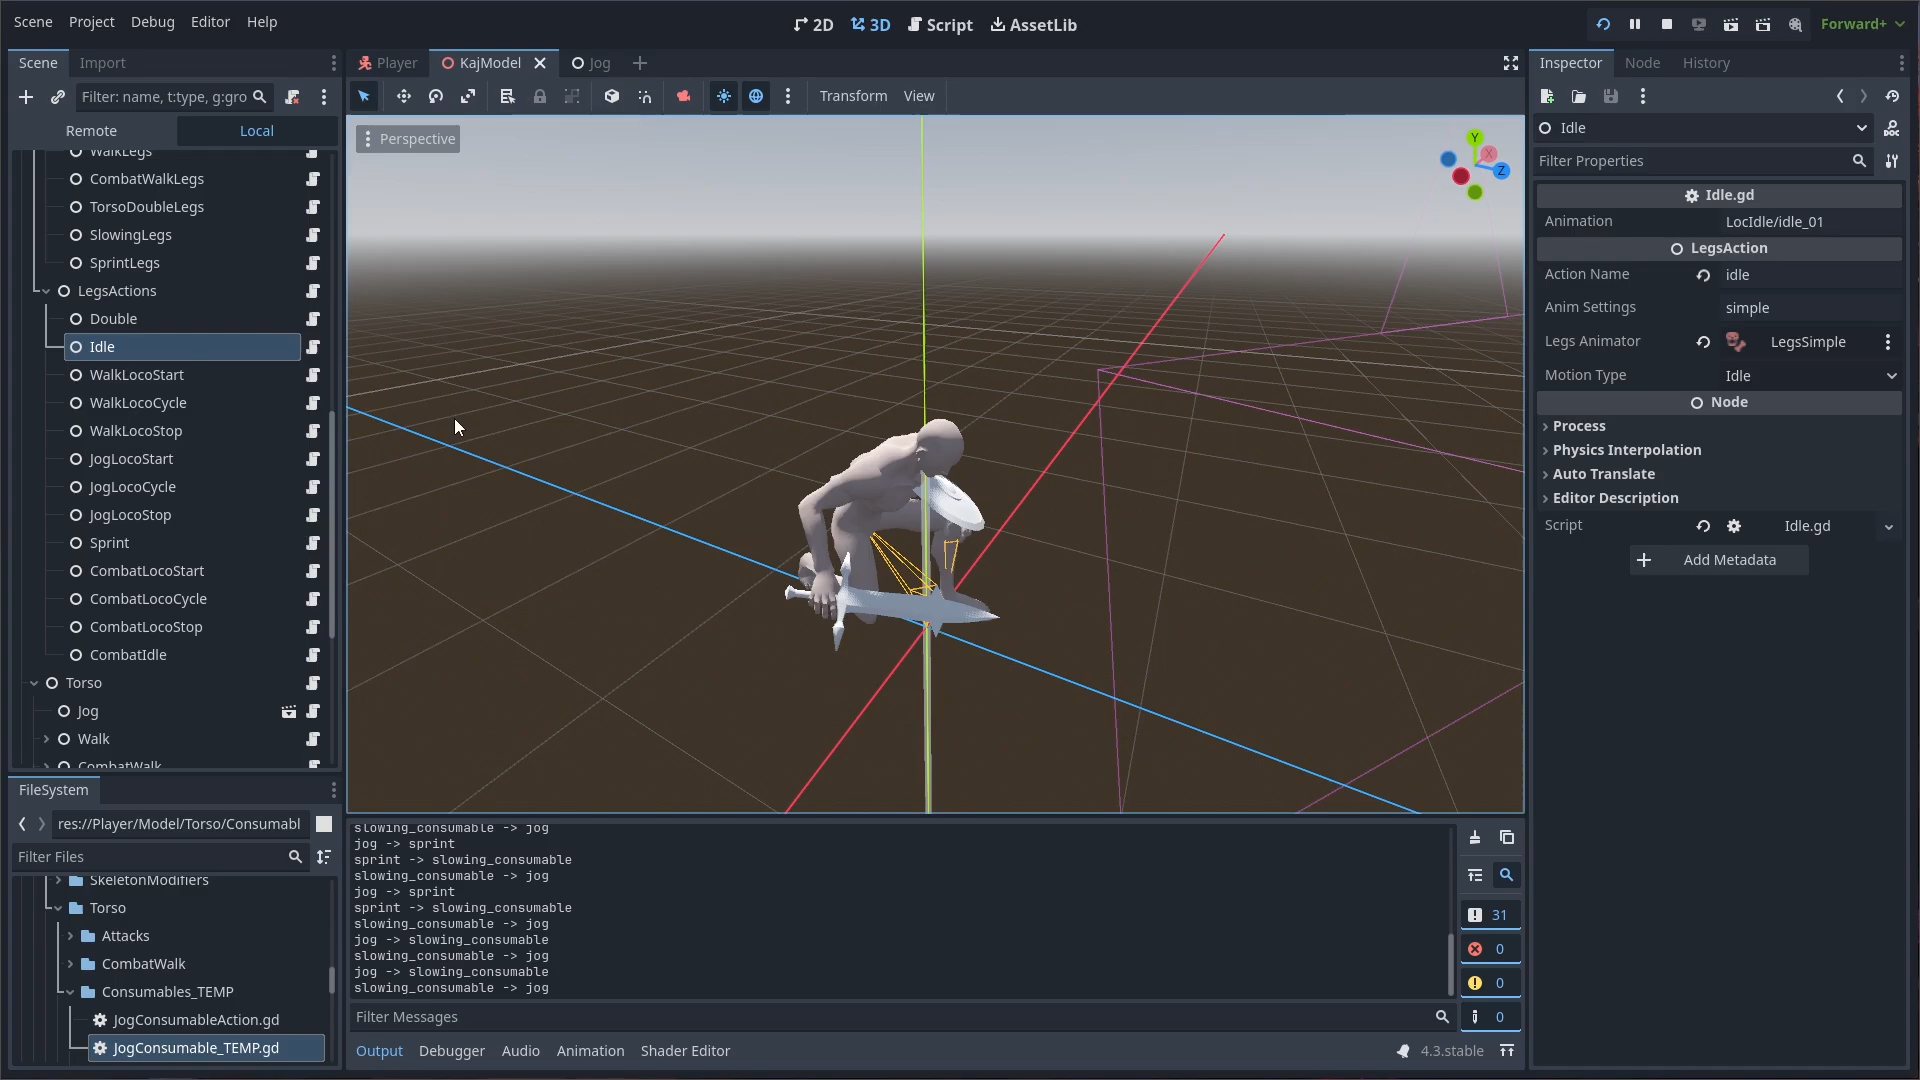 Scene Project Debug Editor Help
2D 3D Script AssetLib
Forward+
Scene Import
Player KajModel Jog
Inspector Node History
Filter: name, t:type, g:gro
Transform View
Remote Local
Perspective
Y
X
Z
Idle
Filter Properties
WalkLegs
CombatWalkLegs
TorsoDoubleLegs
SlowingLegs
SprintLegs
LegsActions
Double
Idle
WalkLocoStart
WalkLocoCycle
WalkLocoStop
JogLocoStart
JogLocoCycle
JogLocoStop
Sprint
CombatLocoStart
CombatLocoCycle
CombatLocoStop
CombatIdle
Torso
Jog
Walk
CombatWalk
Idle.gd
Animation LocIdle/idle_01
LegsAction
Action Name idle
Anim Settings simple
Legs Animator LegsSimple
Motion Type Idle
Node
Process
Physics Interpolation
Auto Translate
Editor Description
Script Idle.gd
Add Metadata
FileSystem
res://Player/Model/Torso/Consumabl
Filter Files
SkeletonModifiers
Torso
Attacks
CombatWalk
Consumables_TEMP
JogConsumableAction.gd
JogConsumable_TEMP.gd
slowing_consumable -> jog
jog -> sprint
sprint -> slowing_consumable
slowing_consumable -> jog
jog -> sprint
sprint -> slowing_consumable
slowing_consumable -> jog
jog -> slowing_consumable
slowing_consumable -> jog
jog -> slowing_consumable
slowing_consumable -> jog
31
0
0
0
Filter Messages
Output Debugger Audio Animation Shader Editor
4.3.stable